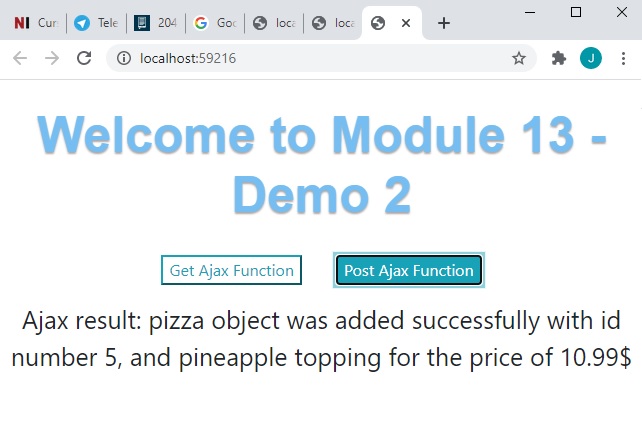 Cur
Tele
204
Goo
loca
loca
localhost:59216
J
Welcome to Module 13 -
Demo 2
Get Ajax Function
Post Ajax Function
Ajax result: pizza object was added successfully with id
number 5, and pineapple topping for the price of 10.99$